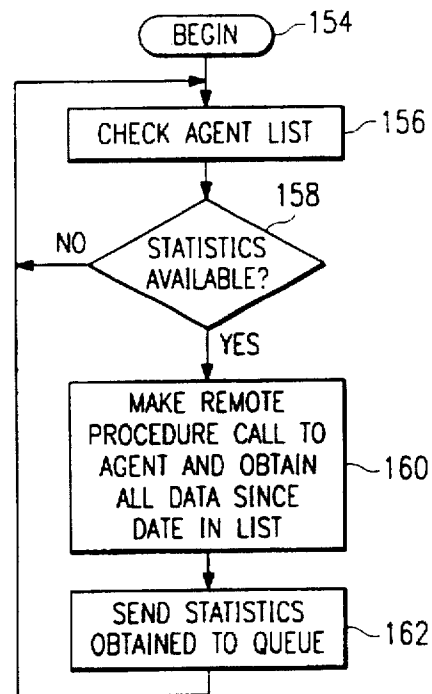 BEGIN
154
CHECK AGENT LIST
156
158
NO
STATISTICS
AVAILABLE?
YES
MAKE REMOTE
PROCEDURE CALL TO
AGENT AND OBTAIN
ALL DATA SINCE
DATE IN LIST
160
SEND STATISTICS
OBTAINED TO QUEUE
162